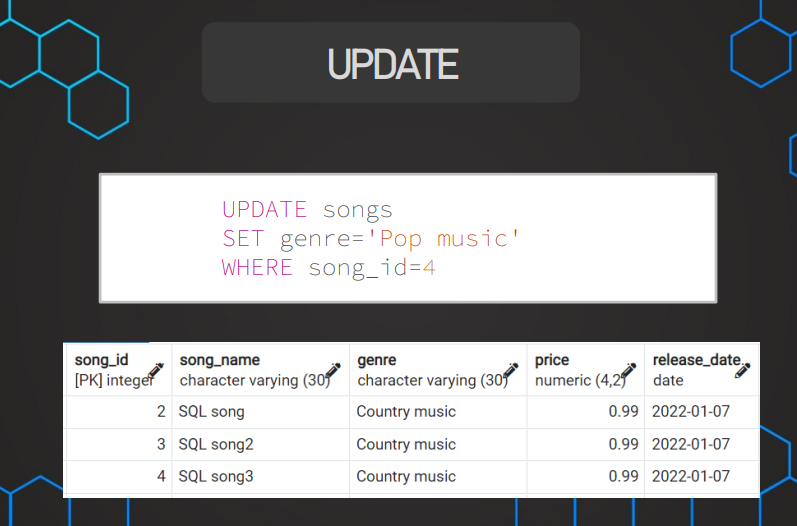 UPDATE
UPDATE songs
SET genre='Pop music'
WHERE song_id=4
song_id song_name genre price release_date
[PK] integer character varying (30) character varying (30) numeric (4,2) date
2 SQL song Country music 0.99 2022-01-07
3 SQL song2 Country music 0.99 2022-01-07
4 SQL song3 Country music 0.99 2022-01-07